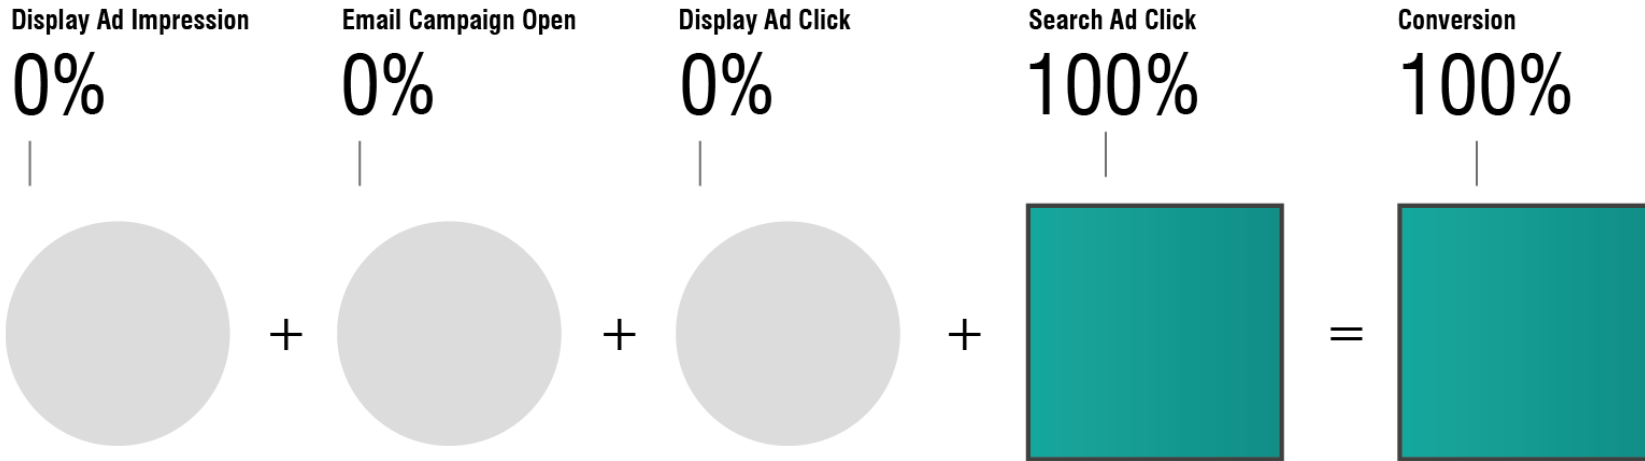 Display Ad Impression
0%
Email Campaign Open
0%
Display Ad Click
0%
Search Ad Click
100%
Conversion
100%
+
+
+
=